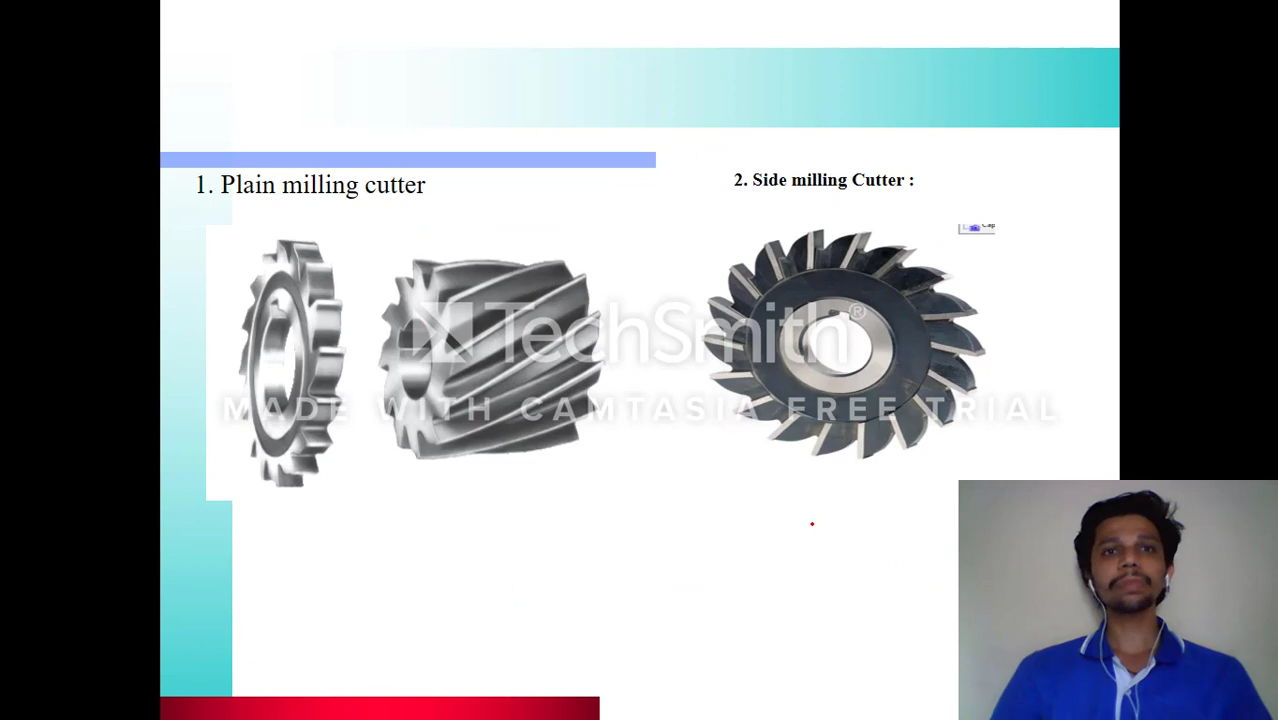 1. Plain milling cutter
2. Side milling Cutter :
TechSmith®
MADE WITH CAMTASIA FREE TRIAL